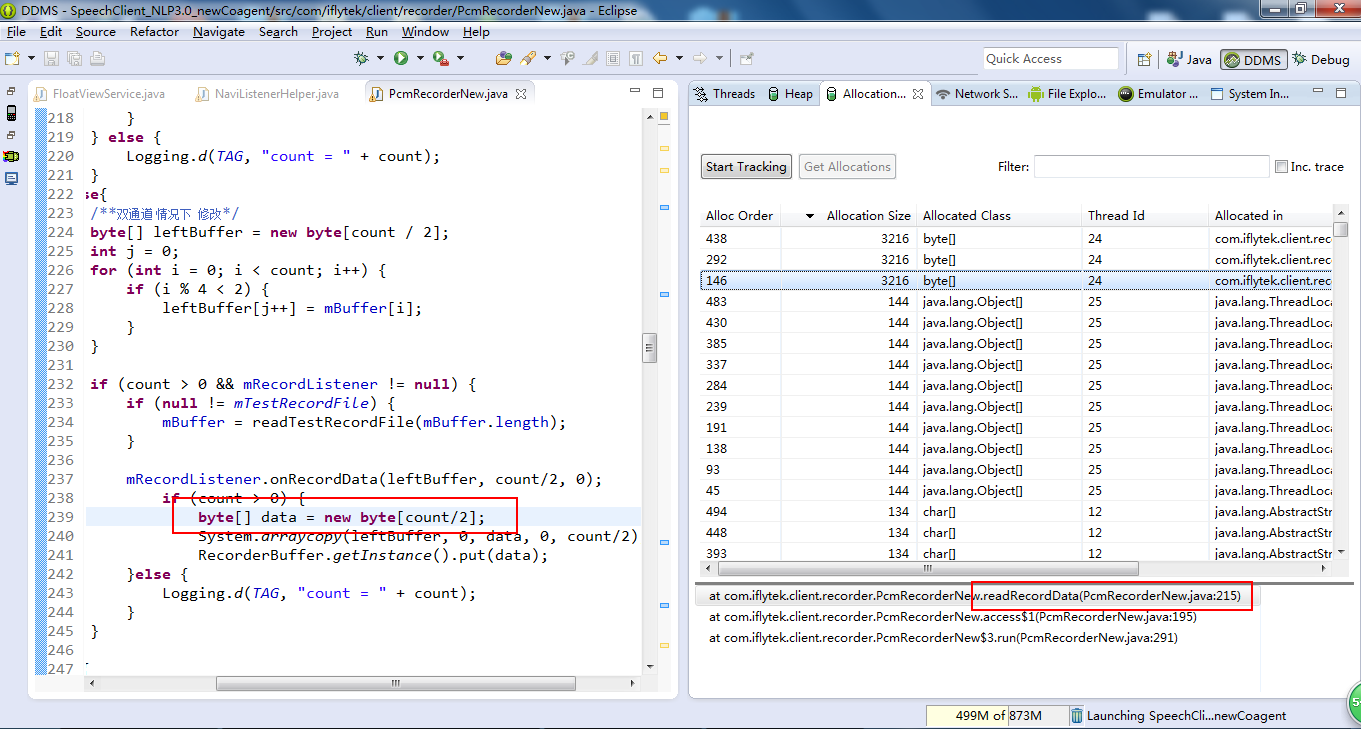 DDMS - SpeechClient_NLP3.0_newCoagent/src/com/iflytek/client/recorder/PcmRecorderNew.java - Eclipse
File Edit Source Refactor Navigate Search Project Run Window Help
Quick Access
Java
DDMS
Debug
FloatViewService.java
NaviListenerHelper.java
PcmRecorderNew.java
218 }
219 } else {
220 Logging.d(TAG, "count = " + count);
221 }
222 se{
223 /**双通道情况下 修改*/
224 byte[] leftBuffer = new byte[count / 2];
225 int j = 0;
226 for (int i = 0; i < count; i++) {
227 if (i % 4 < 2) {
228 leftBuffer[j++] = mBuffer[i];
229 }
230 }
231
232 if (count > 0 && mRecordListener != null) {
233 if (null != mTestRecordFile) {
234 mBuffer = readTestRecordFile(mBuffer.length);
235 }
236
237 mRecordListener.onRecordData(leftBuffer, count/2, 0);
238 if (count > 0) {
239 byte[] data = new byte[count/2];
240 System.arraycopy(leftBuffer, 0, data, 0, count/2)
241 RecorderBuffer.getInstance().put(data);
242 }else {
243 Logging.d(TAG, "count = " + count);
244 }
245 }
246
247
Threads
Heap
Allocation...
Network S...
File Explo...
Emulator ...
System In...
Start Tracking
Get Allocations
Filter:
Inc. trace
Alloc Order Allocation Size Allocated Class Thread Id Allocated in
438 3216 byte[] 24 com.iflytek.client.rec
292 3216 byte[] 24 com.iflytek.client.rec
146 3216 byte[] 24 com.iflytek.client.rec
483 144 java.lang.Object[] 25 java.lang.ThreadLoca
430 144 java.lang.Object[] 25 java.lang.ThreadLoca
385 144 java.lang.Object[] 25 java.lang.ThreadLoca
337 144 java.lang.Object[] 25 java.lang.ThreadLoca
284 144 java.lang.Object[] 25 java.lang.ThreadLoca
239 144 java.lang.Object[] 25 java.lang.ThreadLoca
191 144 java.lang.Object[] 25 java.lang.ThreadLoca
138 144 java.lang.Object[] 25 java.lang.ThreadLoca
93 144 java.lang.Object[] 25 java.lang.ThreadLoca
45 144 java.lang.Object[] 25 java.lang.ThreadLoca
494 134 char[] 12 java.lang.AbstractStr
448 134 char[] 12 java.lang.AbstractStr
393 134 char[] 12 java.lang.AbstractStr
at com.iflytek.client.recorder.PcmRecorderNew.readRecordData(PcmRecorderNew.java:215)
at com.iflytek.client.recorder.PcmRecorderNew.access$1(PcmRecorderNew.java:195)
at com.iflytek.client.recorder.PcmRecorderNew$3.run(PcmRecorderNew.java:291)
499M of 873M
Launching SpeechCli...newCoagent